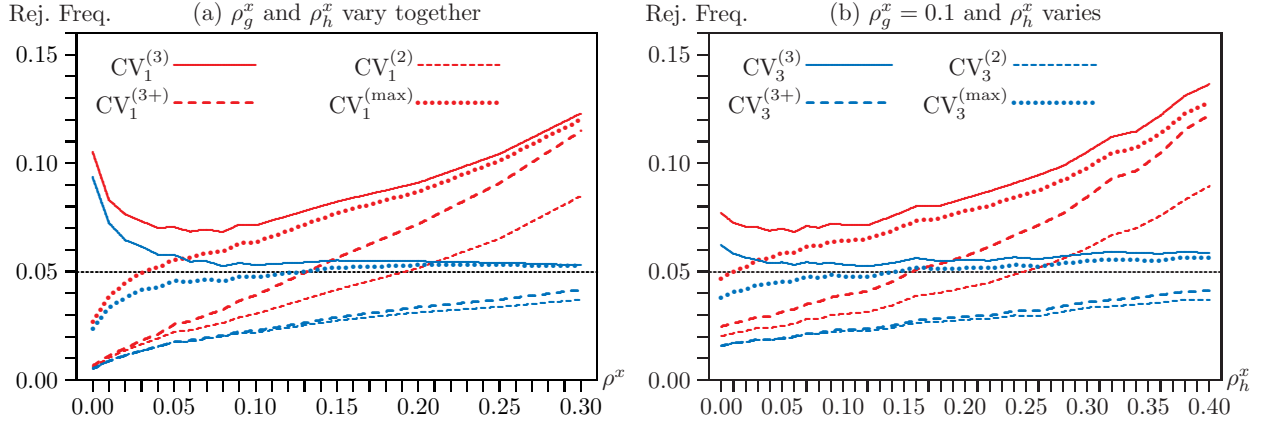 Rej. Freq. (a) ρ_g^x and ρ_h^x vary together
0.15
0.10
0.05
0.00
CV_1^(3) CV_1^(2)
CV_1^(3+) CV_1^(max)
0.00 0.05 0.10 0.15 0.20 0.25 0.30
ρ^x
Rej. Freq. (b) ρ_g^x = 0.1 and ρ_h^x varies
0.15
0.10
0.05
0.00
CV_3^(3) CV_3^(2)
CV_3^(3+) CV_3^(max)
0.00 0.05 0.10 0.15 0.20 0.25 0.30 0.35 0.40
ρ_h^x